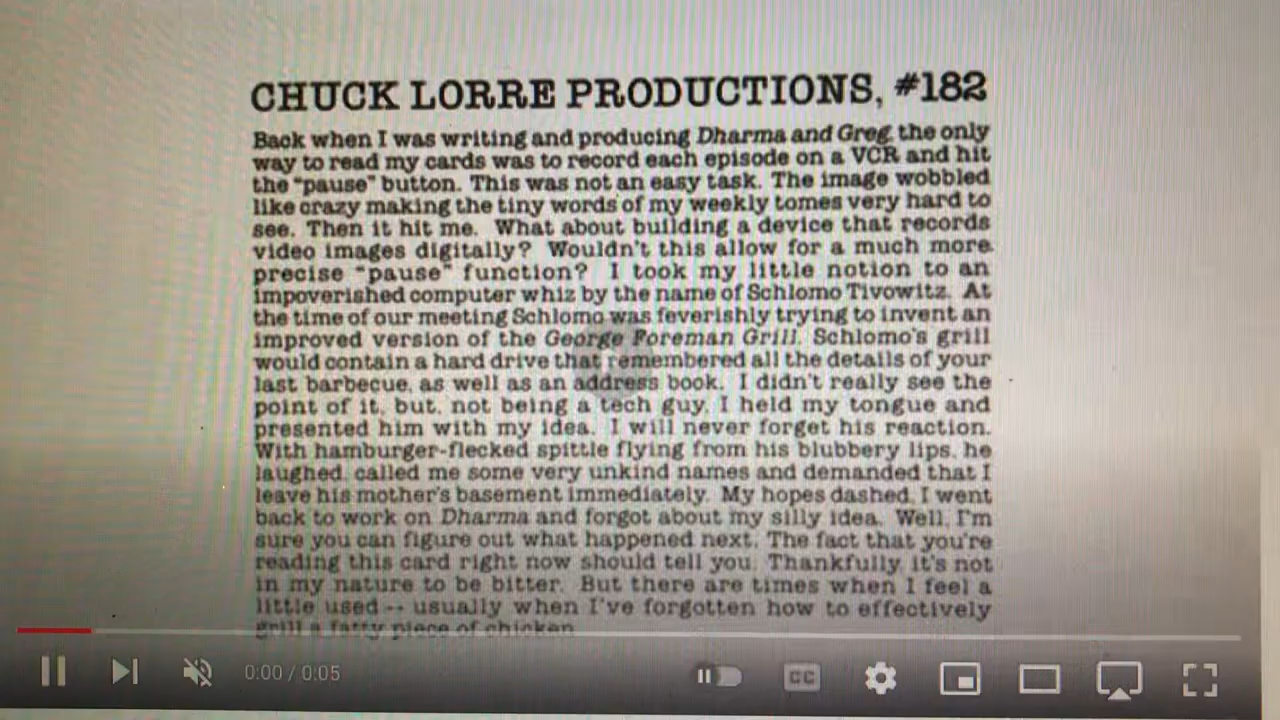 CHUCK LORRE PRODUCTIONS, #182
Back when I was writing and producing Dharma and Greg, the only
way to read my cards was to record each episode on a VCR and hit
the "pause" button. This was not an easy task. The image wobbled
like crazy making the tiny words of my weekly tomes very hard to
see. Then it hit me. What about building a device that records
video images digitally? Wouldn't this allow for a much more
precise "pause" function? I took my little notion to an
impoverished computer whiz by the name of Schlomo Tivowitz. At
the time of our meeting Schlomo was feverishly trying to invent an
improved version of the George Foreman Grill. Schlomo's grill
would contain a hard drive that remembered all the details of your
last barbecue, as well as an address book. I didn't really see the
point of it, but, not being a tech guy, I held my tongue and
presented him with my idea. I will never forget his reaction.
With hamburger-flecked spittle flying from his blubbery lips, he
laughed, called me some very unkind names and demanded that I
leave his mother's basement immediately. My hopes dashed, I went
back to work on Dharma and forgot about my silly idea. Well, I'm
sure you can figure out what happened next. The fact that you're
reading this card right now should tell you. Thankfully it's not
in my nature to be bitter. But there are times when I feel a
little used -- usually when I've forgotten how to effectively
grill a fatty piece of chicken.
0:00 / 0:05
CC